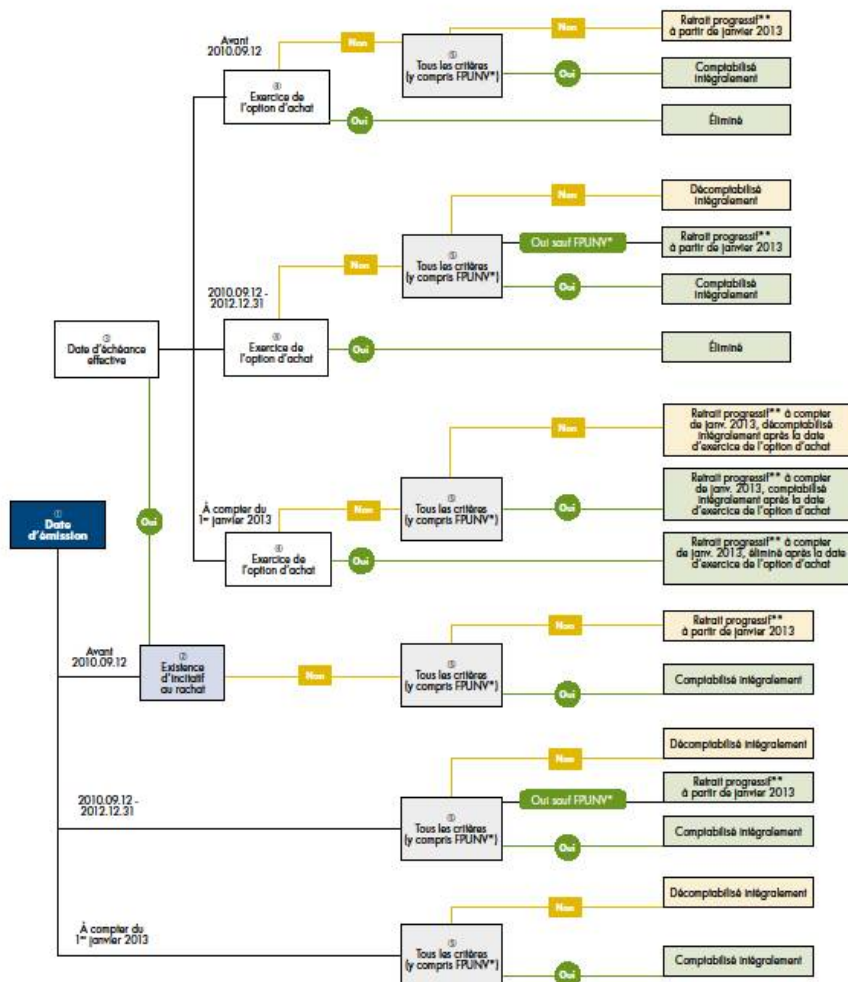 Avant
2010.09.12
④
Exercice de
l'option d'achat
Non
Oui
⑤
Tous les critères
(y compris FPUNV*)
Non
Oui
Retrait progressif**
à partir de janvier 2013
Comptabilisé
intégralement
Éliminé
2010.09.12 -
2012.12.31
④
Exercice de
l'option d'achat
Non
Oui
⑤
Tous les critères
(y compris FPUNV*)
Non
Oui sauf FPUNV*
Oui
Décomptabilisé
intégralement
Retrait progressif**
à partir de janvier 2013
Comptabilisé
intégralement
Éliminé
③
Date d'échéance
effective
À compter du
1er janvier 2013
④
Exercice de
l'option d'achat
Non
Oui
⑤
Tous les critères
(y compris FPUNV*)
Non
Oui
Retrait progressif** à compter
de janv. 2013, décomptabilisé
intégralement après la date
d'exercice de l'option d'achat
Retrait progressif** à compter
de janv. 2013, comptabilisé
intégralement après la date
d'exercice de l'option d'achat
Retrait progressif** à compter
de janv. 2013, éliminé après la date
d'exercice de l'option d'achat
①
Date
d'émission
Oui
Avant
2010.09.12
②
Existence
d'incitatif
au rachat
Non
⑤
Tous les critères
(y compris FPUNV*)
Non
Oui
Retrait progressif**
à partir de janvier 2013
Comptabilisé intégralement
2010.09.12 -
2012.12.31
⑤
Tous les critères
(y compris FPUNV*)
Non
Oui sauf FPUNV*
Oui
Décomptabilisé intégralement
Retrait progressif**
à partir de janvier 2013
Comptabilisé intégralement
À compter du
1er janvier 2013
⑤
Tous les critères
(y compris FPUNV*)
Non
Oui
Décomptabilisé intégralement
Comptabilisé intégralement